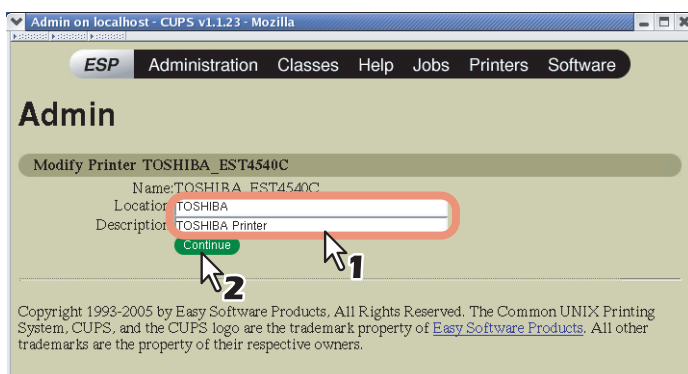 Admin on localhost - CUPS v1.1.23 - Mozilla
ESP Administration Classes Help Jobs Printers Software
Admin
Modify Printer TOSHIBA_EST4540C
Name:TOSHIBA_EST4540C
Location TOSHIBA
Description TOSHIBA Printer
Continue
1
2
Copyright 1993-2005 by Easy Software Products, All Rights Reserved. The Common UNIX Printing
System, CUPS, and the CUPS logo are the trademark property of Easy Software Products. All other
trademarks are the property of their respective owners.